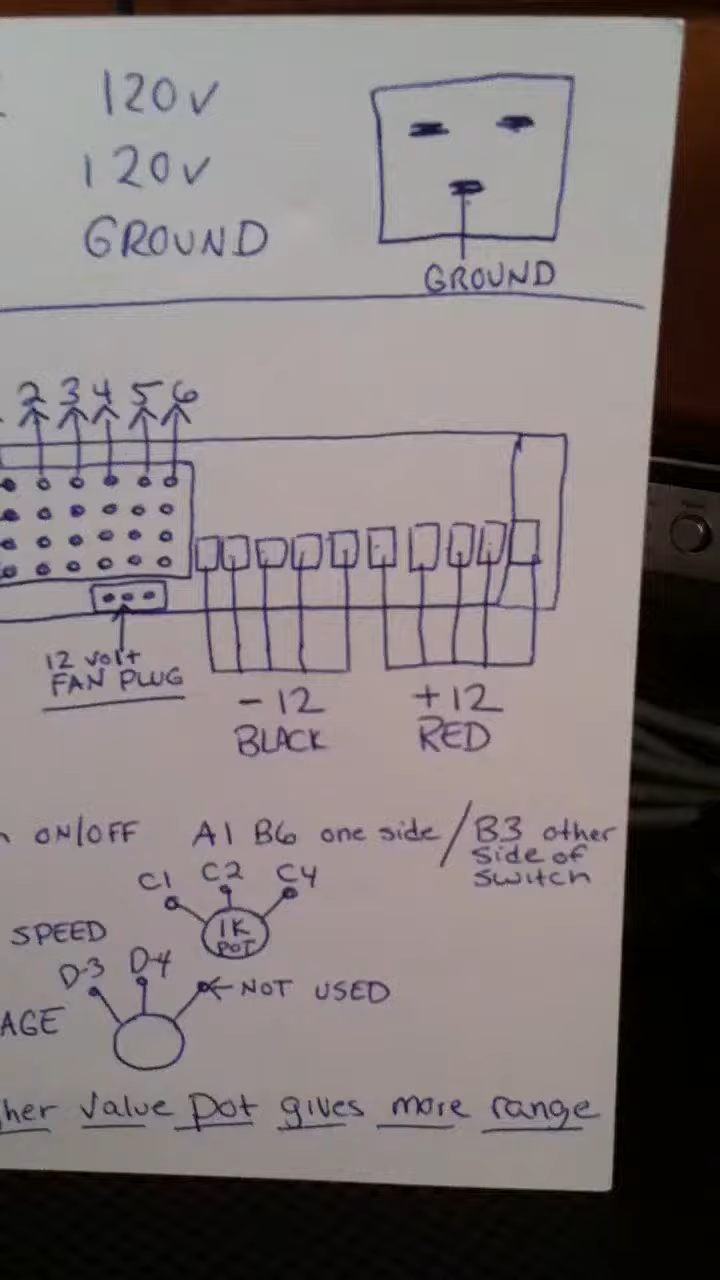 120V
120V
GROUND
GROUND
2 3 4 5 6
12 volt
FAN PLUG
-12
BLACK
+12
RED
ON/OFF A1 B6 one side / B3 other
side of
switch
C1 C2 C4
SPEED
1K
POT
D-3 D-4
NOT USED
AGE
her value pot gives more range